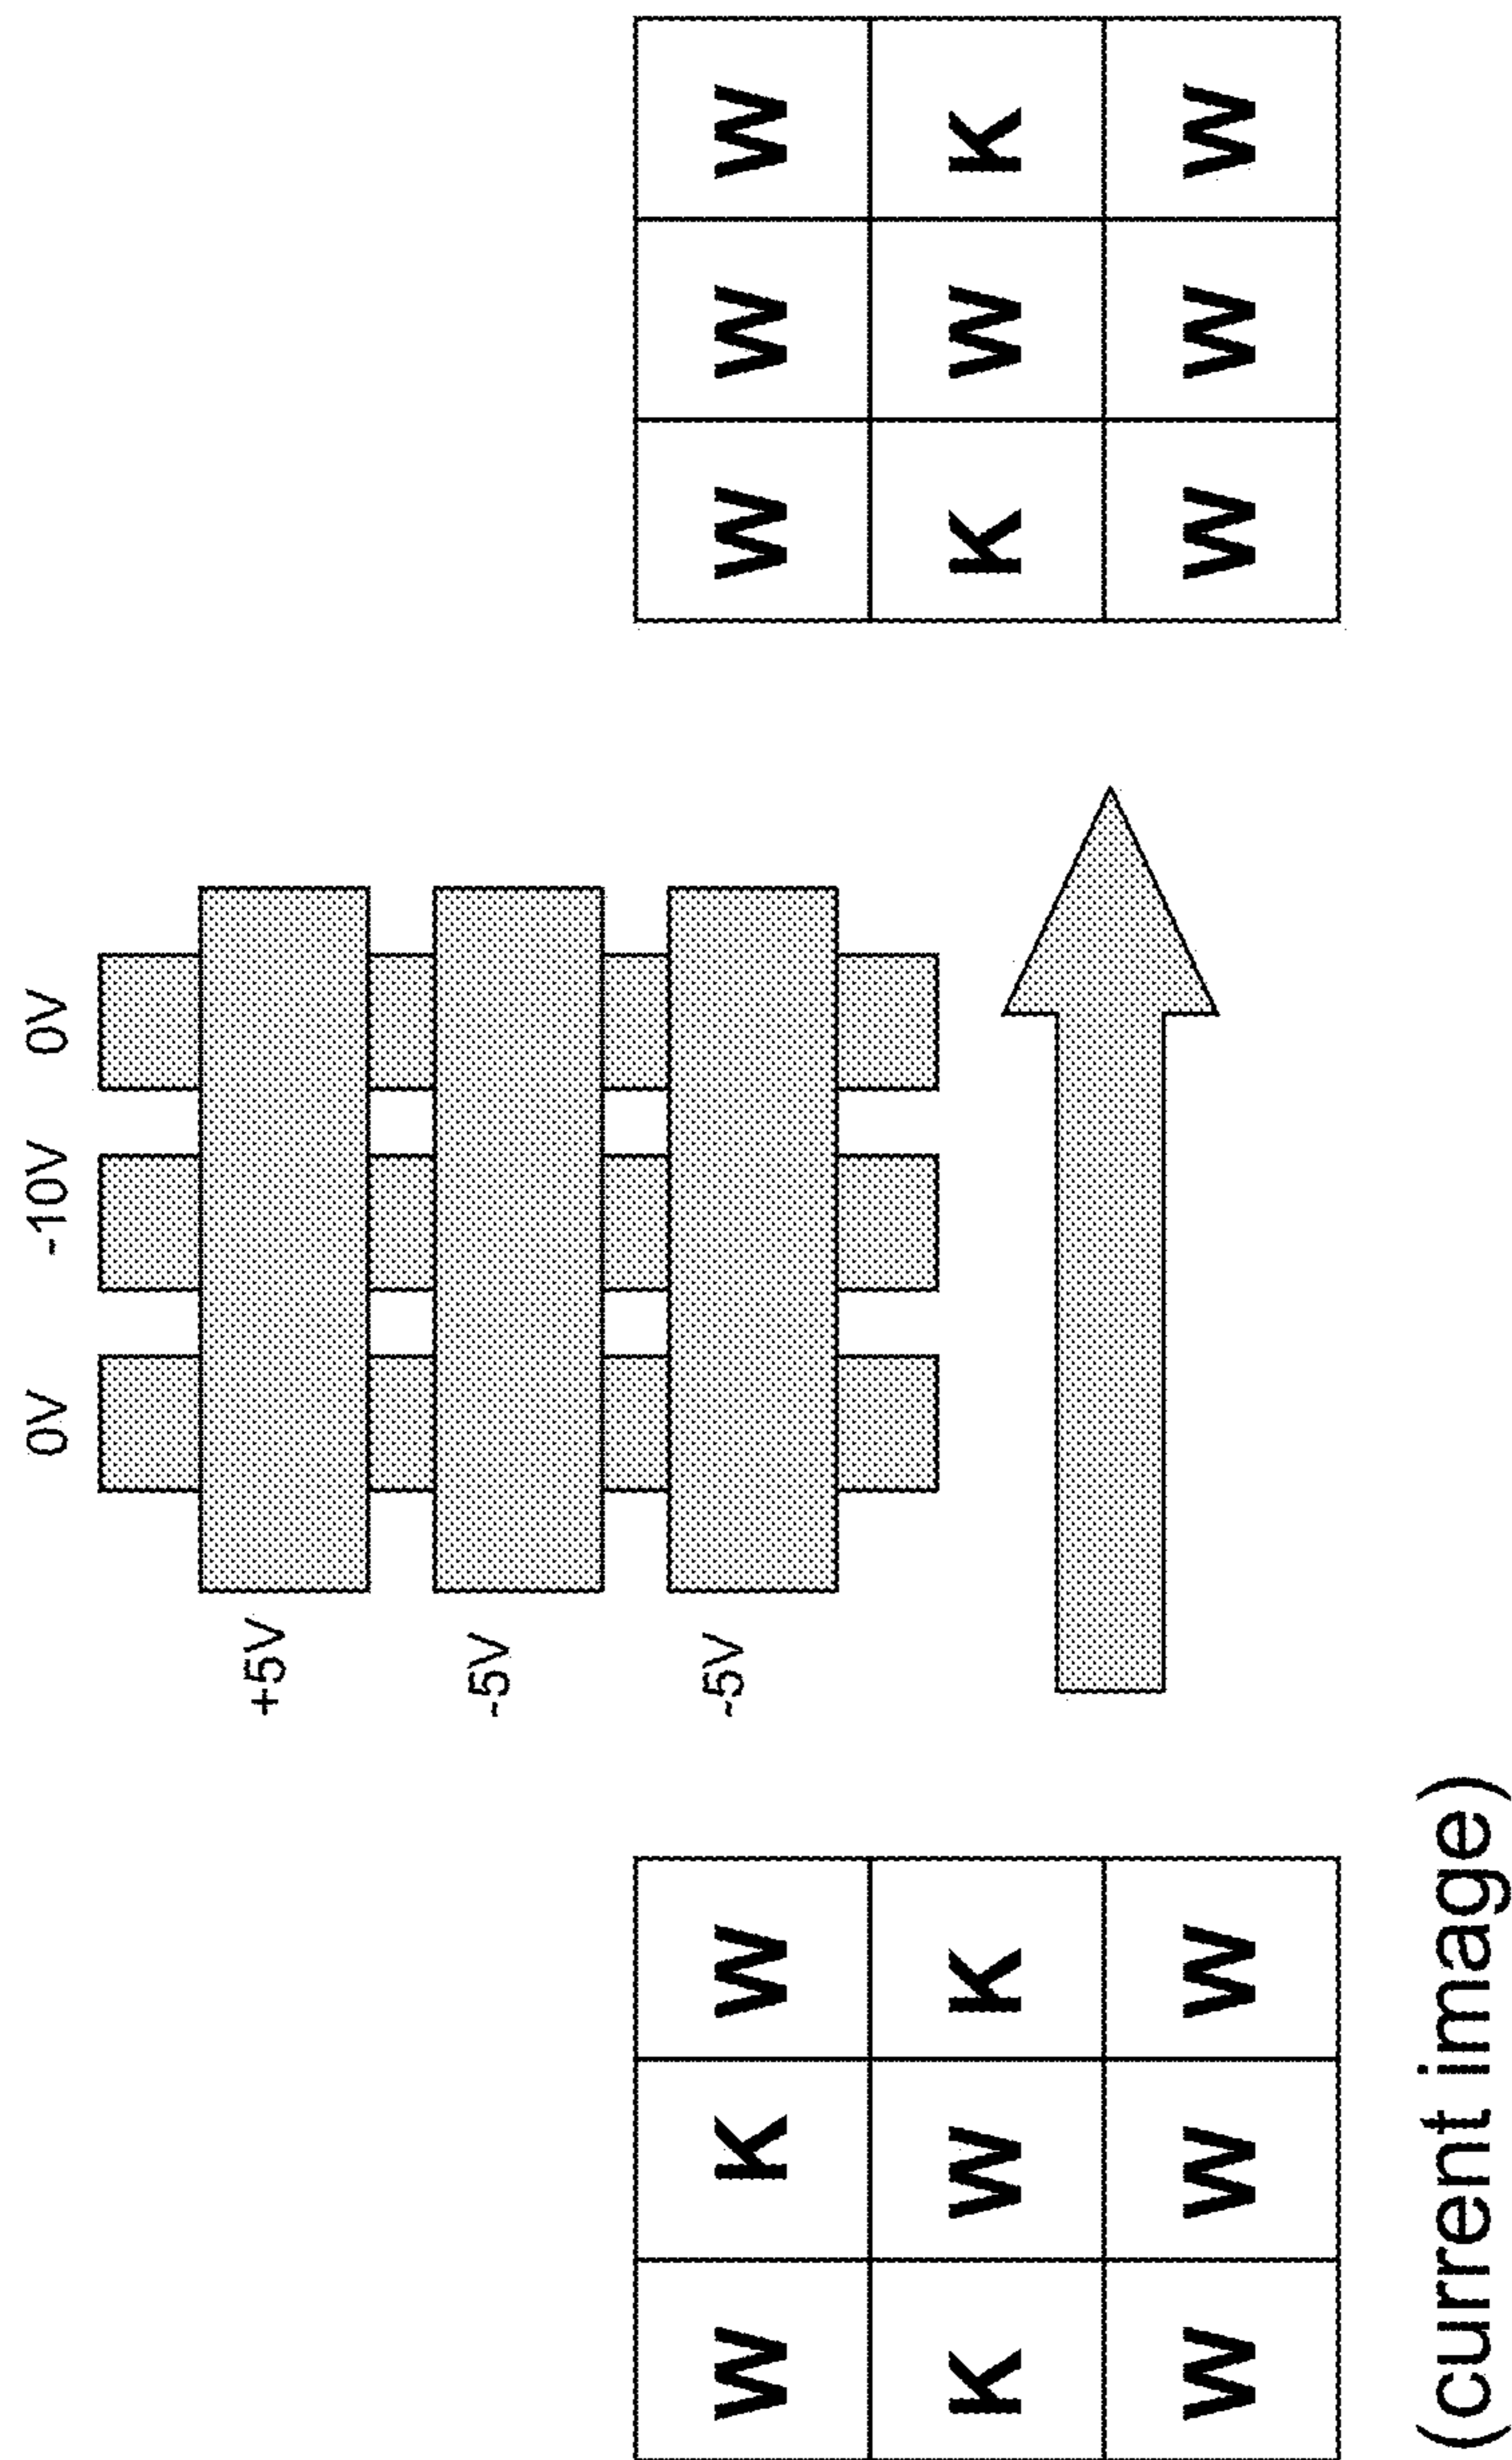 0V -10V 0V
+5V
-5V
-5V
W K W
K W K
W W W
(current image)
W W W
K W K
W W W